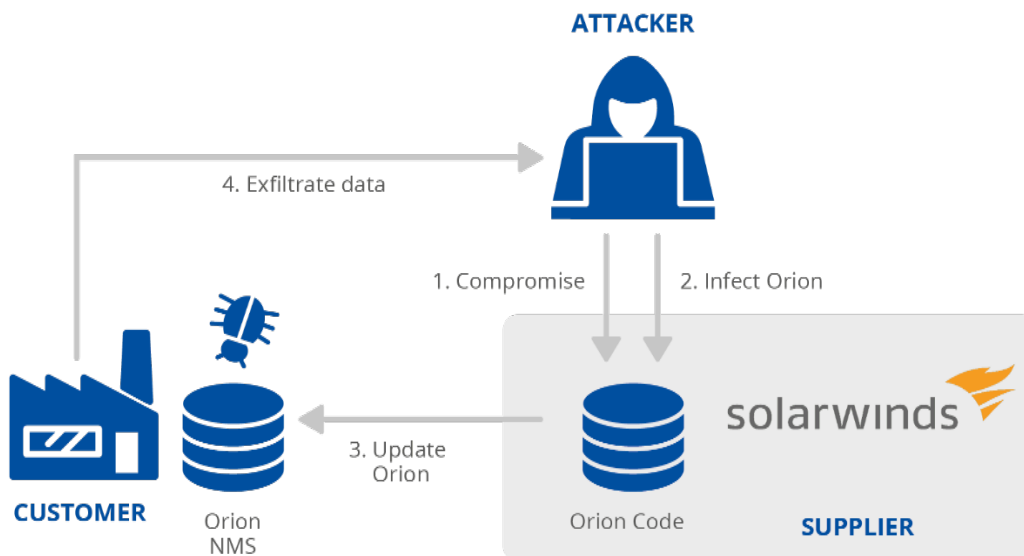 ATTACKER
4. Exfiltrate data
1. Compromise
2. Infect Orion
solarwinds
3. Update
Orion
CUSTOMER
Orion
NMS
Orion Code
SUPPLIER